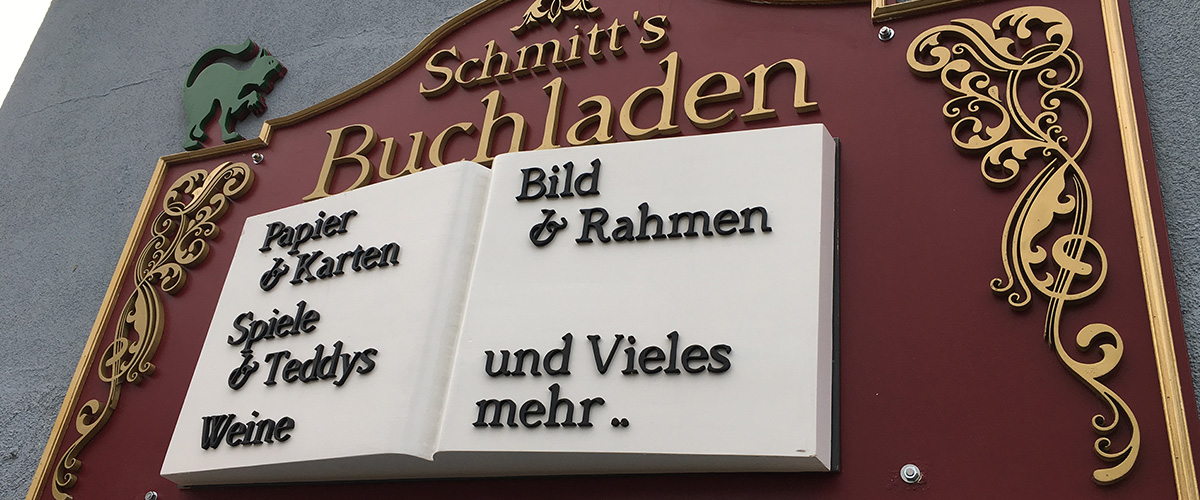 Schmitt's
Buchladen
Papier
& Karten
Spiele
& Teddys
Weine
Bild
& Rahmen
und Vieles
mehr..